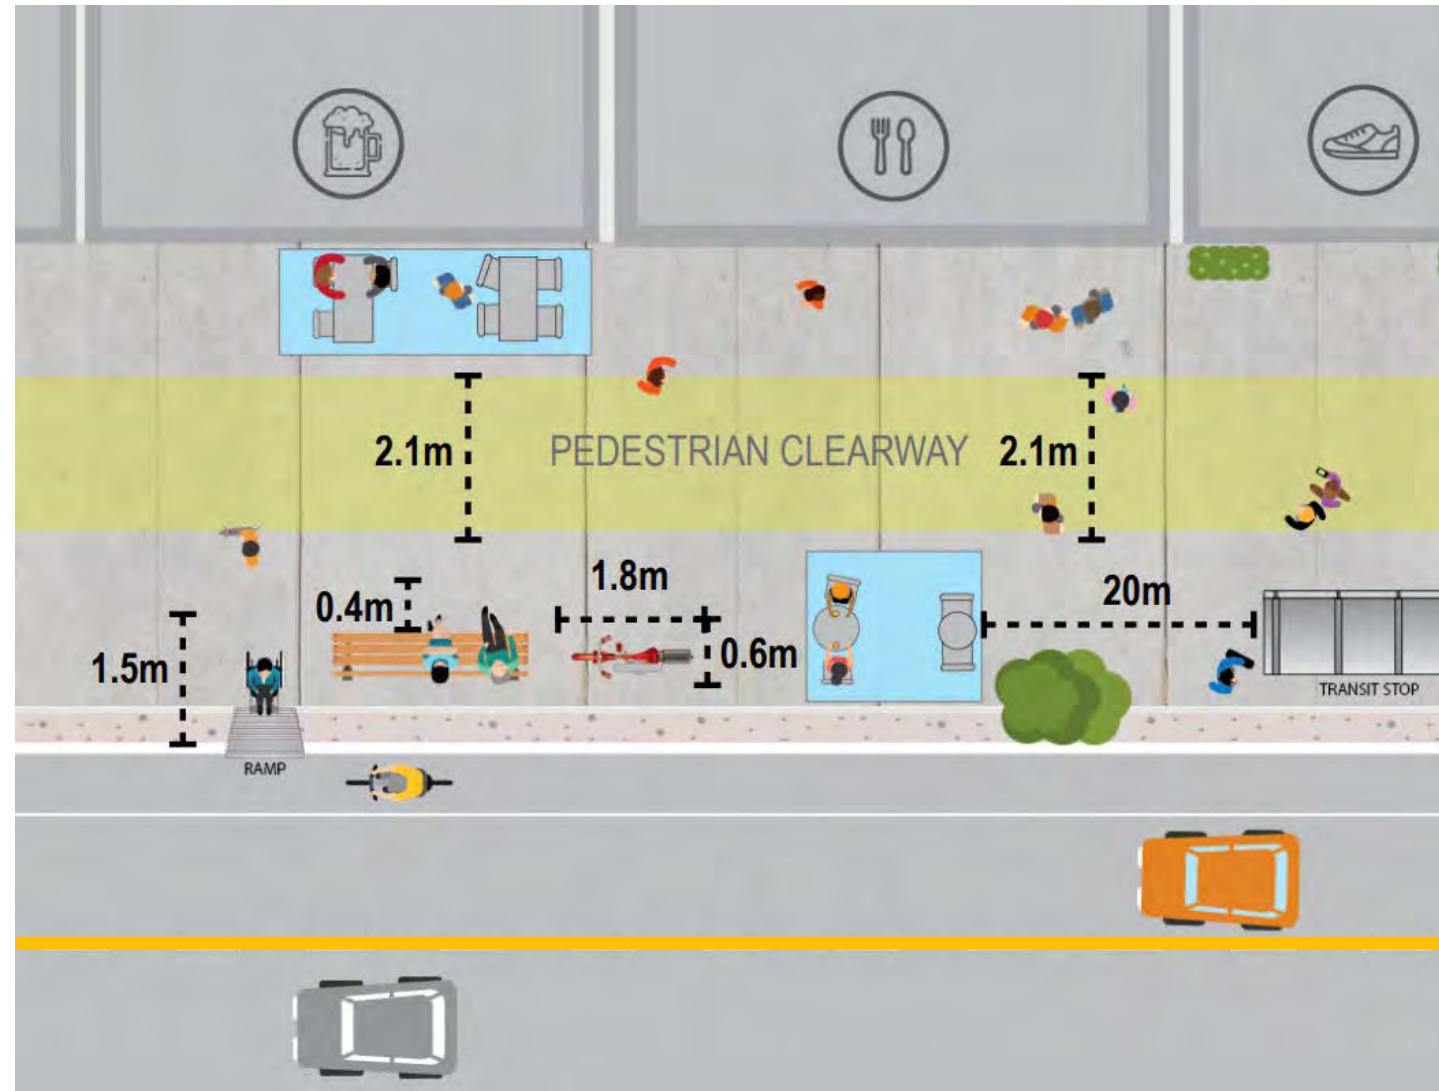 2.1m
PEDESTRIAN CLEARWAY
2.1m
1.8m
20m
0.4m
1.5m
0.6m
TRANSIT STOP
RAMP